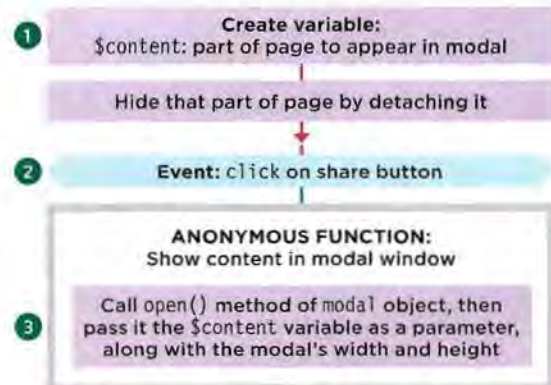 1
Create variable:
$content: part of page to appear in modal
Hide that part of page by detaching it
2
Event: click on share button
ANONYMOUS FUNCTION:
Show content in modal window
3
Call open() method of modal object, then
pass it the $content variable as a parameter,
along with the modal's width and height